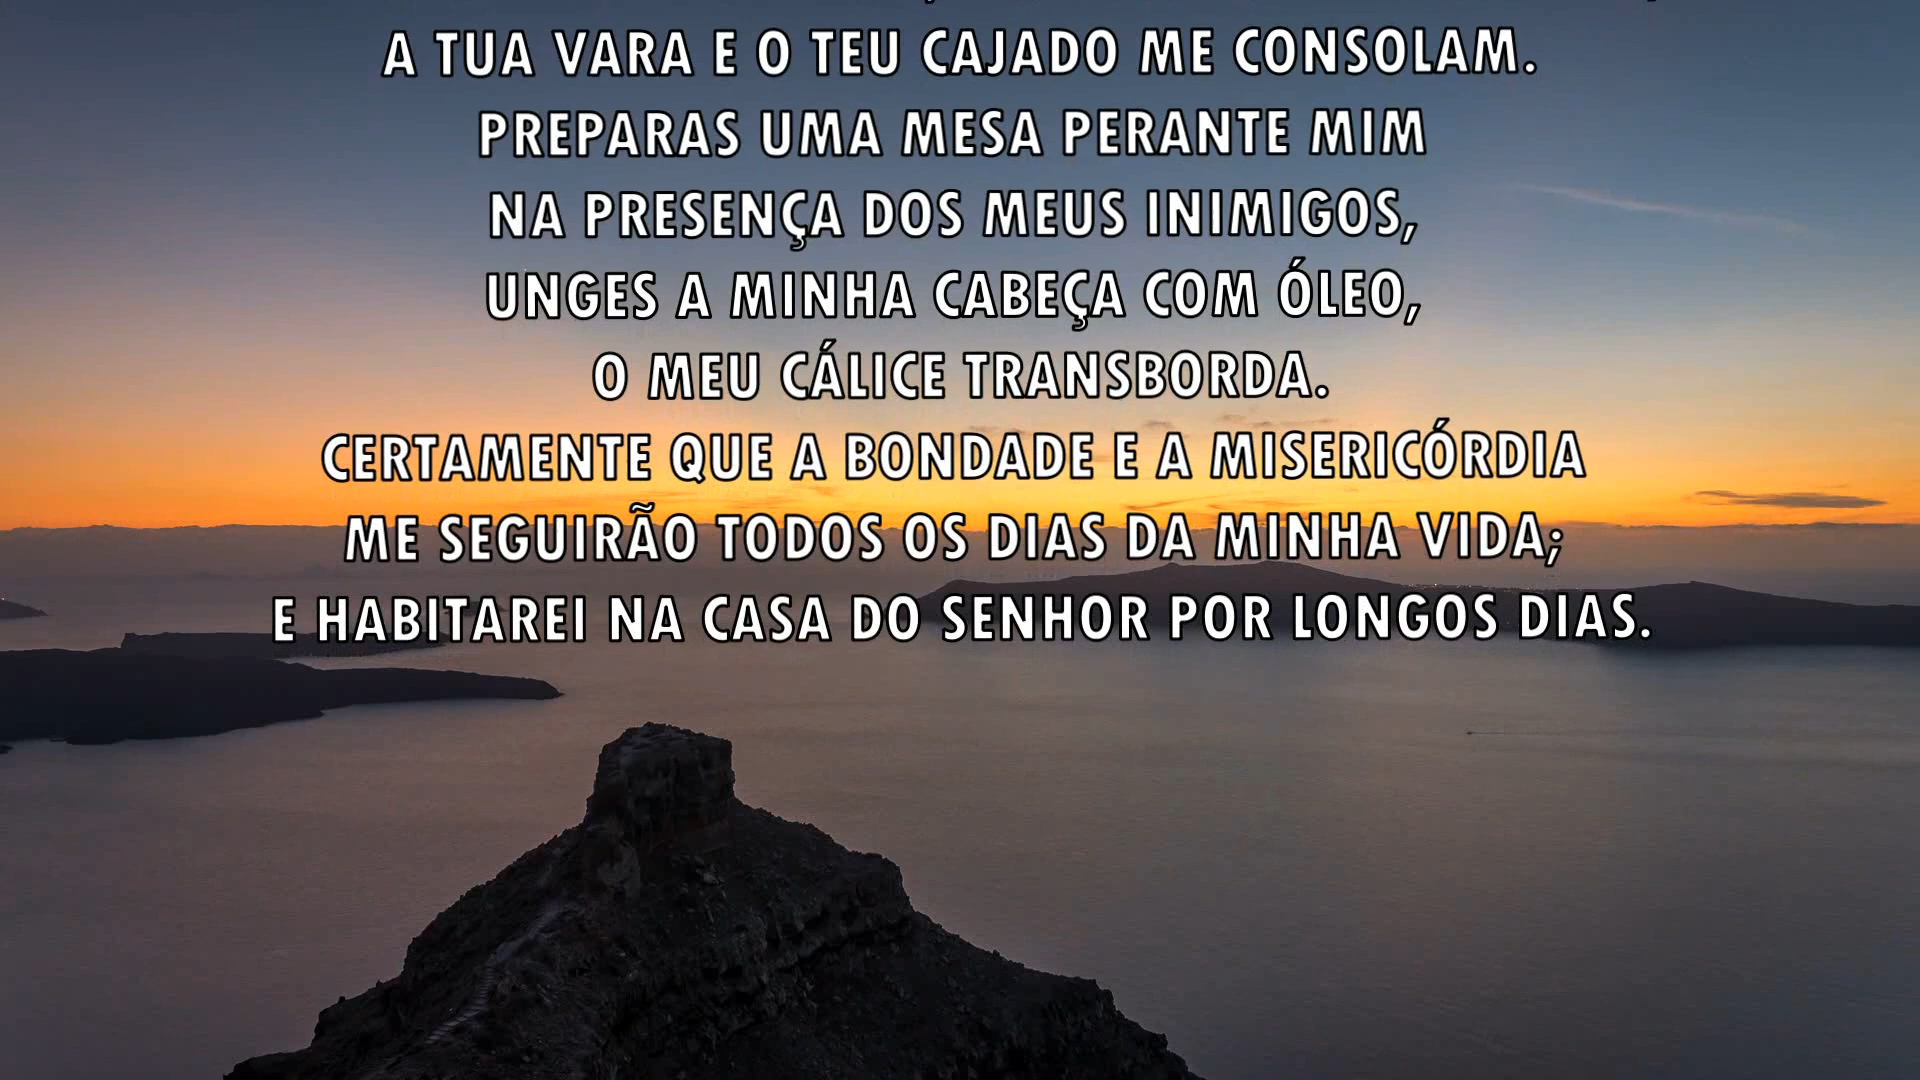 A TUA VARA E O TEU CAJADO ME CONSOLAM.
PREPARAS UMA MESA PERANTE MIM
NA PRESENÇA DOS MEUS INIMIGOS,
UNGES A MINHA CABEÇA COM ÓLEO,
O MEU CÁLICE TRANSBORDA.
CERTAMENTE QUE A BONDADE E A MISERICÓRDIA
ME SEGUIRÃO TODOS OS DIAS DA MINHA VIDA;
E HABITAREI NA CASA DO SENHOR POR LONGOS DIAS.